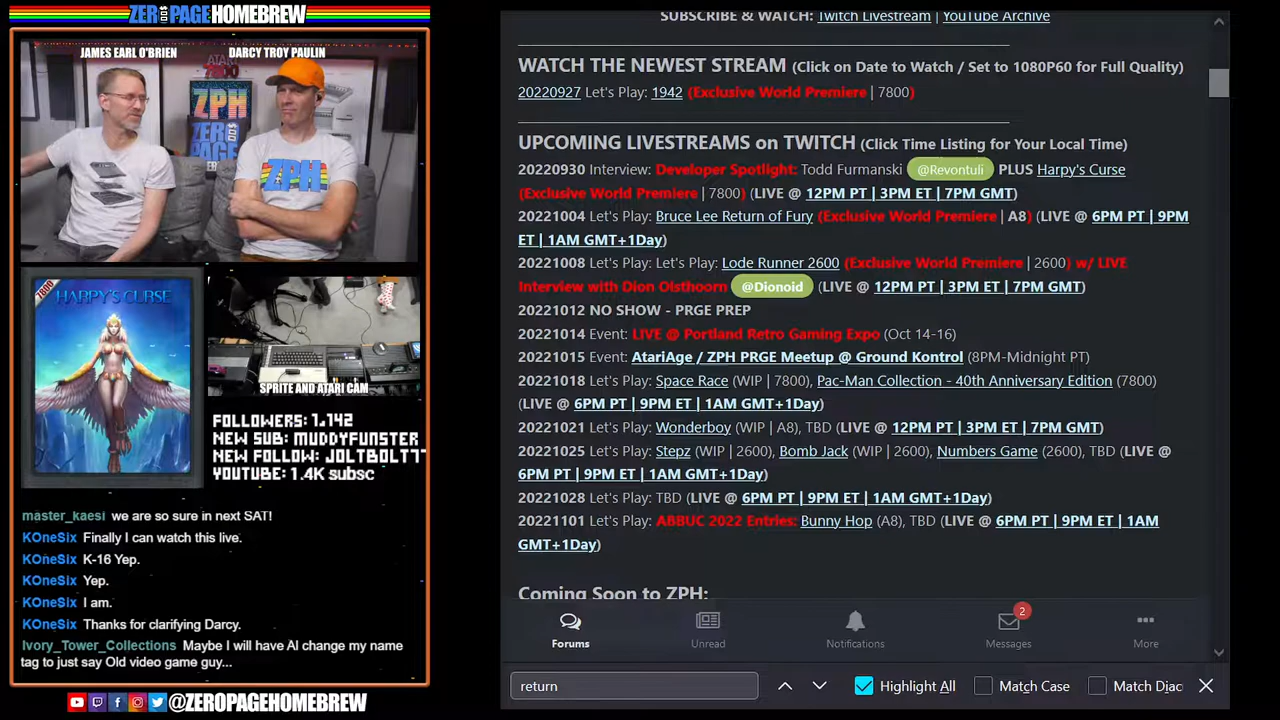 ZEROPAGEHOMEBREW
JAMES EARL O'BRIEN
DARCY TROY PAULIN
ATARI
7800
ZPH
ZERO
PAGE
ZPH
7800
HARPY'S CURSE
SPRITE AND ATARI CAM
FOLLOWERS: 1,142
NEW SUB: MUDDYFUNSTER
NEW FOLLOW: JOLTBOLT77
YOUTUBE: 1.4K subsc
master_kaesi we are so sure in next SAT!
KOneSix Finally I can watch this live.
KOneSix K-16 Yep.
KOneSix Yep.
KOneSix I am.
KOneSix Thanks for clarifying Darcy.
Ivory_Tower_Collections Maybe I will have AI change my name
tag to just say Old video game guy...
@ZEROPAGEHOMEBREW
SUBSCRIBE & WATCH: Twitch Livestream | YouTube Archive
WATCH THE NEWEST STREAM (Click on Date to Watch / Set to 1080P60 for Full Quality)
20220927 Let's Play: 1942 (Exclusive World Premiere | 7800)
UPCOMING LIVESTREAMS on TWITCH (Click Time Listing for Your Local Time)
20220930 Interview: Developer Spotlight: Todd Furmanski @Revontuli PLUS Harpy's Curse
(Exclusive World Premiere | 7800) (LIVE @ 12PM PT | 3PM ET | 7PM GMT)
20221004 Let's Play: Bruce Lee Return of Fury (Exclusive World Premiere | A8) (LIVE @ 6PM PT | 9PM
ET | 1AM GMT+1Day)
20221008 Let's Play: Let's Play: Lode Runner 2600 (Exclusive World Premiere | 2600) w/ LIVE
Interview with Dion Olsthoorn @Dionoid (LIVE @ 12PM PT | 3PM ET | 7PM GMT)
20221012 NO SHOW - PRGE PREP
20221014 Event: LIVE @ Portland Retro Gaming Expo (Oct 14-16)
20221015 Event: AtariAge / ZPH PRGE Meetup @ Ground Kontrol (8PM-Midnight PT)
20221018 Let's Play: Space Race (WIP | 7800), Pac-Man Collection - 40th Anniversary Edition (7800)
(LIVE @ 6PM PT | 9PM ET | 1AM GMT+1Day)
20221021 Let's Play: Wonderboy (WIP | A8), TBD (LIVE @ 12PM PT | 3PM ET | 7PM GMT)
20221025 Let's Play: Stepz (WIP | 2600), Bomb Jack (WIP | 2600), Numbers Game (2600), TBD (LIVE @
6PM PT | 9PM ET | 1AM GMT+1Day)
20221028 Let's Play: TBD (LIVE @ 6PM PT | 9PM ET | 1AM GMT+1Day)
20221101 Let's Play: ABBUC 2022 Entries: Bunny Hop (A8), TBD (LIVE @ 6PM PT | 9PM ET | 1AM
GMT+1Day)
Coming Soon to ZPH:
Forums
Unread
Notifications
2
Messages
More
return
Highlight All
Match Case
Match Diac